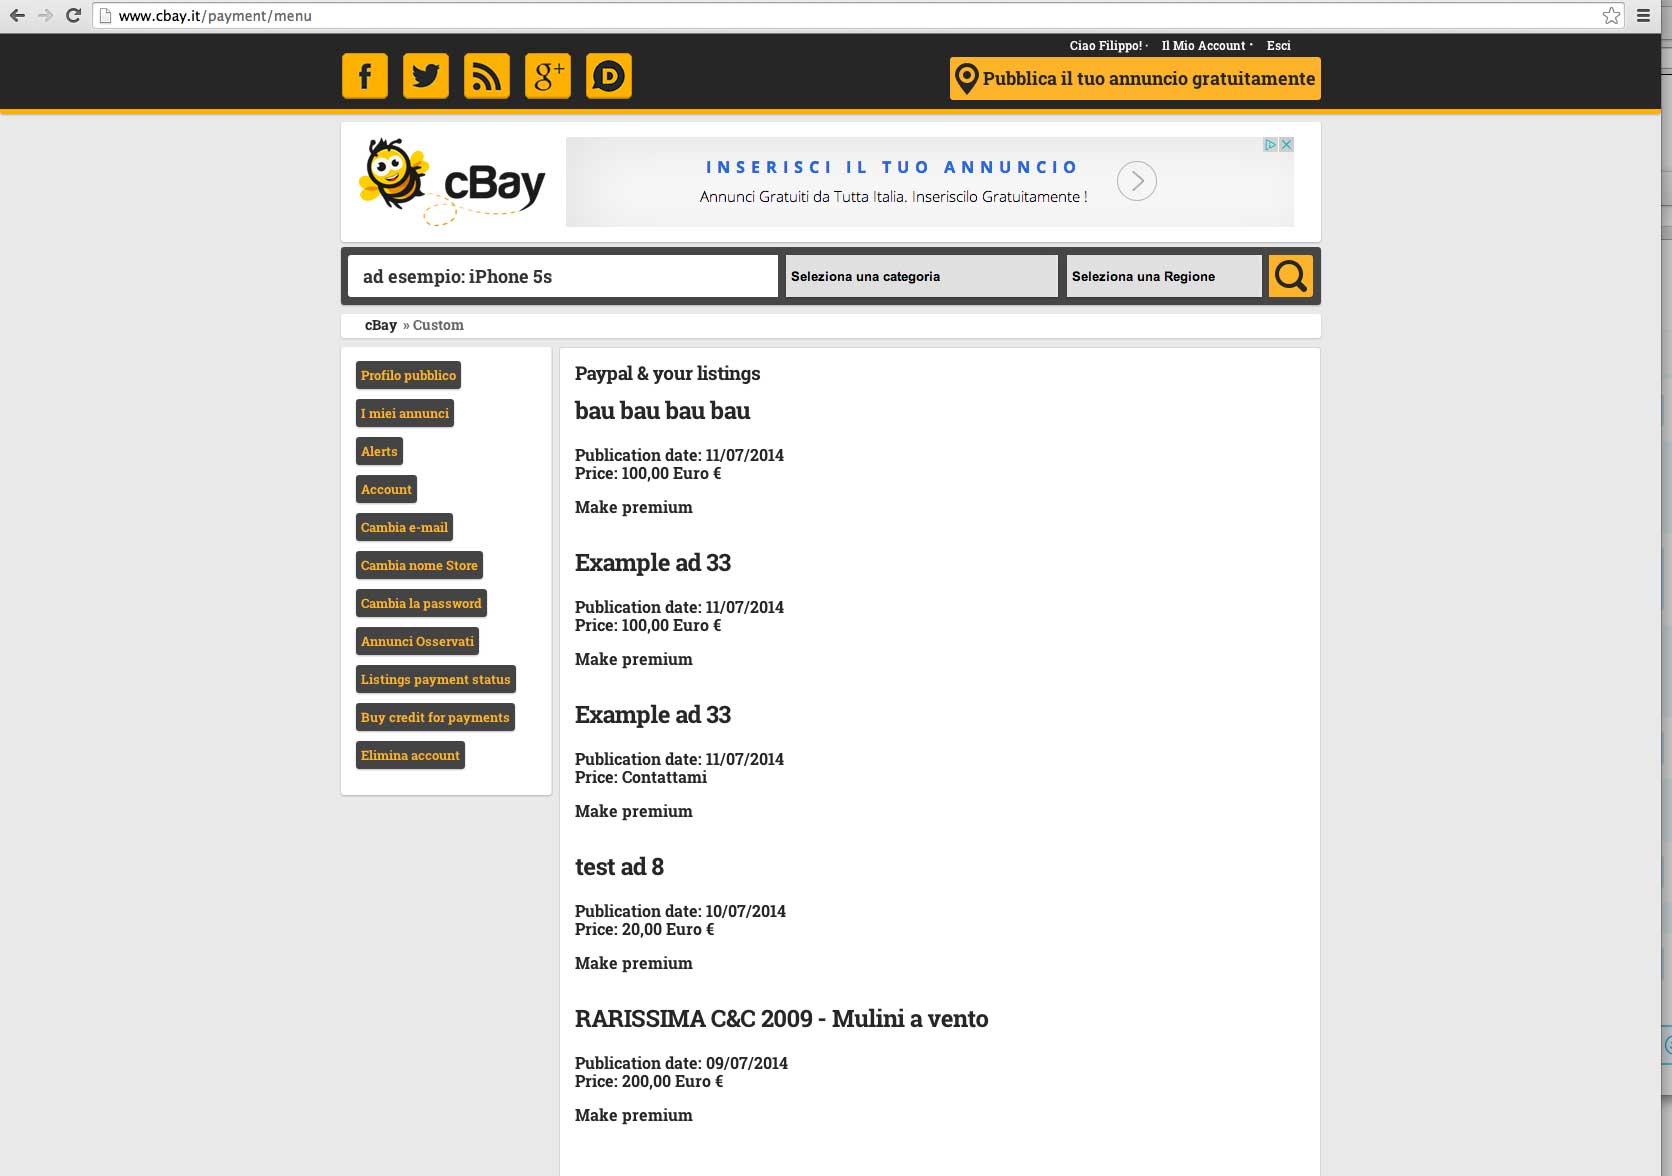 www.cbay.it/payment/menu
Ciao Filippo! · Il Mio Account · Esci
f g+ D
Pubblica il tuo annuncio gratuitamente
cBay
INSERISCI IL TUO ANNUNCIO
Annunci Gratuiti da Tutta Italia. Inseriscilo Gratuitamente !
ad esempio: iPhone 5s
Seleziona una categoria
Seleziona una Regione
cBay » Custom
Profilo pubblico
I miei annunci
Alerts
Account
Cambia e-mail
Cambia nome Store
Cambia la password
Annunci Osservati
Listings payment status
Buy credit for payments
Elimina account
Paypal & your listings
bau bau bau bau
Publication date: 11/07/2014
Price: 100,00 Euro €
Make premium
Example ad 33
Publication date: 11/07/2014
Price: 100,00 Euro €
Make premium
Example ad 33
Publication date: 11/07/2014
Price: Contattami
Make premium
test ad 8
Publication date: 10/07/2014
Price: 20,00 Euro €
Make premium
RARISSIMA C&C 2009 - Mulini a vento
Publication date: 09/07/2014
Price: 200,00 Euro €
Make premium